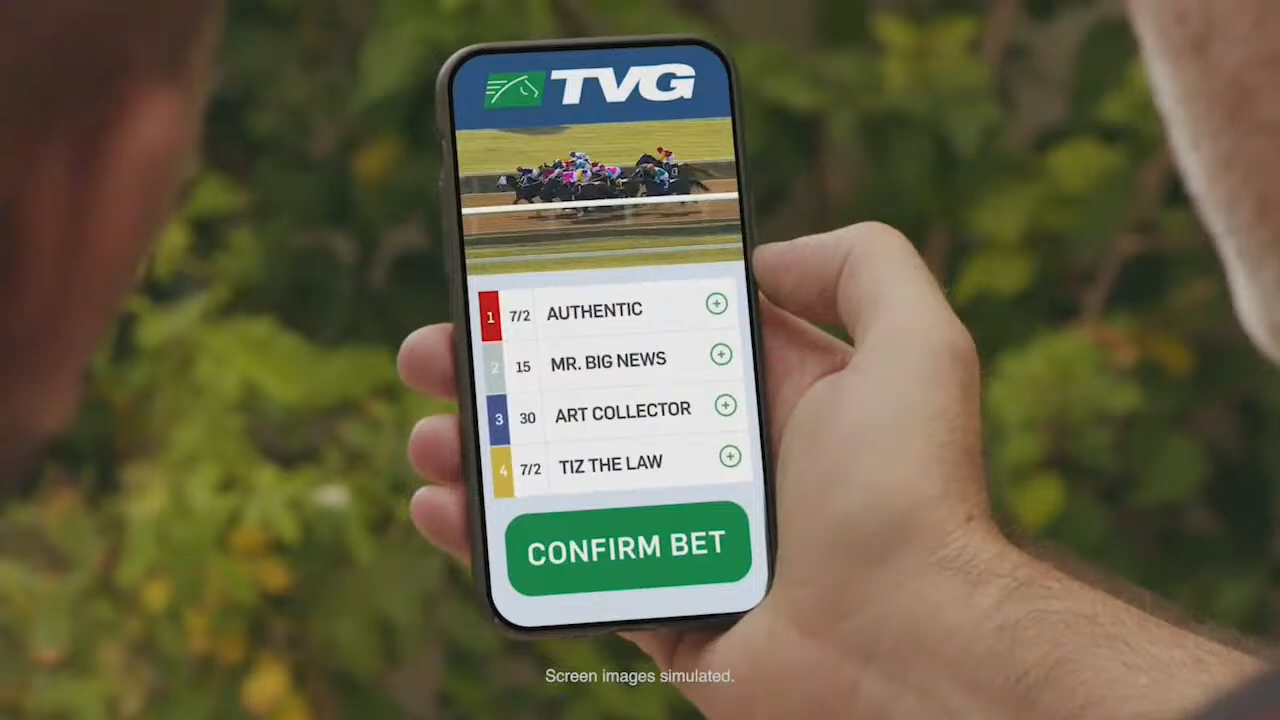 TVG
1 7/2 AUTHENTIC
2 15 MR. BIG NEWS
3 30 ART COLLECTOR
4 7/2 TIZ THE LAW
CONFIRM BET
Screen images simulated.